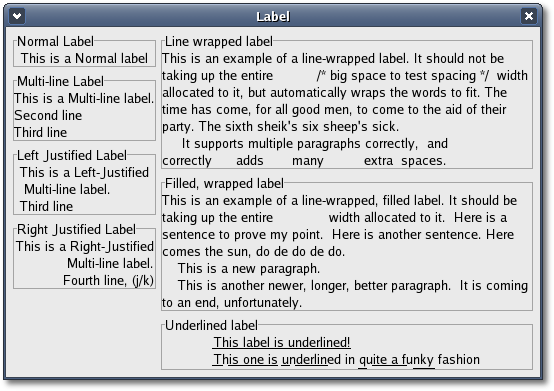 Label
Normal Label
This is a Normal label
Multi-line Label
This is a Multi-line label.
Second line
Third line
Left Justified Label
This is a Left-Justified
Multi-line label.
Third line
Right Justified Label
This is a Right-Justified
Multi-line label.
Fourth line, (j/k)
Line wrapped label
This is an example of a line-wrapped label. It should not be
taking up the entire /* big space to test spacing */ width
allocated to it, but automatically wraps the words to fit. The
time has come, for all good men, to come to the aid of their
party. The sixth sheik's six sheep's sick.
It supports multiple paragraphs correctly, and
correctly adds many extra spaces.
Filled, wrapped label
This is an example of a line-wrapped, filled label. It should be
taking up the entire width allocated to it. Here is a
sentence to prove my point. Here is another sentence. Here
comes the sun, do de do de do.
This is a new paragraph.
This is another newer, longer, better paragraph. It is coming
to an end, unfortunately.
Underlined label
This label is underlined!
This one is underlined in quite a funky fashion